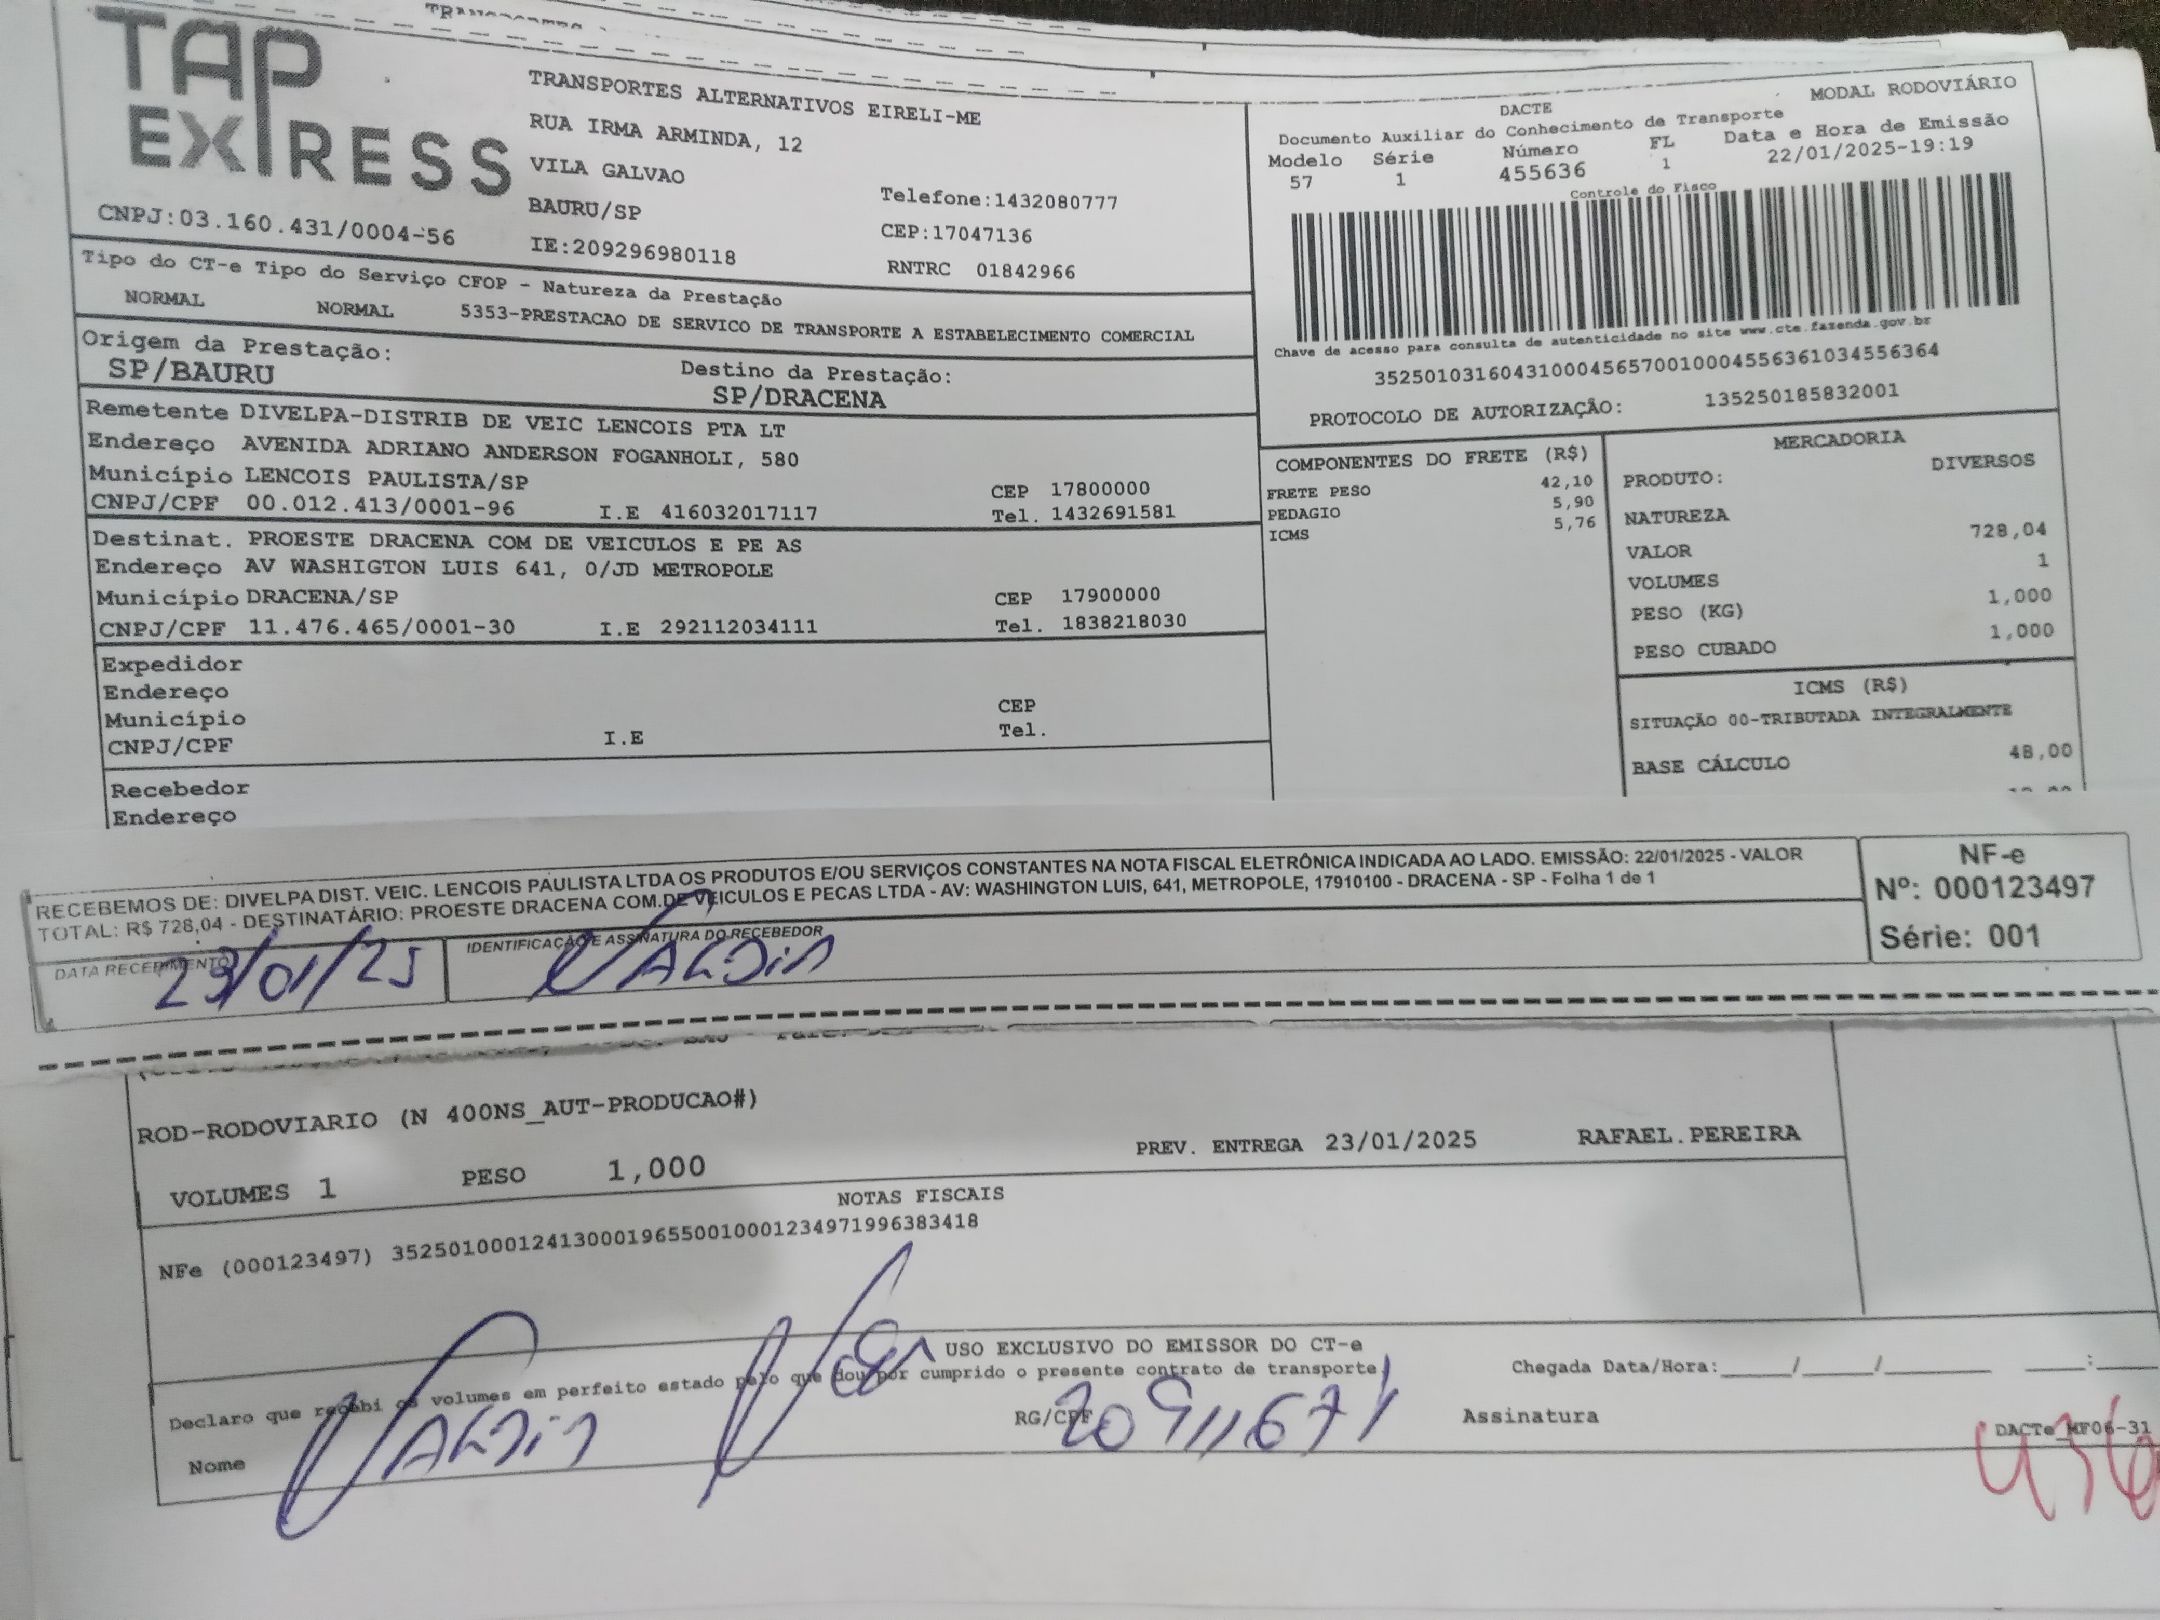 TAP
EXPRESS
CNPJ:03.160.431/0004-56
TRANSPORTES ALTERNATIVOS EIRELI-ME
RUA IRMA ARMINDA, 12
VILA GALVAO
BAURU/SP
IE:209296980118
Telefone:1432080777
CEP:17047136
RNTRC 01842966
MODAL RODOVIÁRIO
DACTE
Documento Auxiliar do Conhecimento de Transporte
Modelo Série Número FL Data e Hora de Emissão
57 1 455636 1 22/01/2025-19:19
Controle do Fisco
Chave de acesso para consulta de autenticidade no site www.cte.fazenda.gov.br
35250103160431000456570010004556361034556364
PROTOCOLO DE AUTORIZAÇÃO: 135250185832001
Tipo do CT-e Tipo do Serviço CFOP - Natureza da Prestação
NORMAL NORMAL 5353-PRESTACAO DE SERVICO DE TRANSPORTE A ESTABELECIMENTO COMERCIAL
Origem da Prestação: Destino da Prestação:
SP/BAURU SP/DRACENA
Remetente DIVELPA-DISTRIB DE VEIC LENCOIS PTA LT
Endereço AVENIDA ADRIANO ANDERSON FOGANHOLI, 580
Município LENCOIS PAULISTA/SP CEP 17800000
CNPJ/CPF 00.012.413/0001-96 I.E 416032017117 Tel. 1432691581
Destinat. PROESTE DRACENA COM DE VEICULOS E PE AS
Endereço AV WASHIGTON LUIS 641, 0/JD METROPOLE
Município DRACENA/SP CEP 17900000
CNPJ/CPF 11.476.465/0001-30 I.E 292112034111 Tel. 1838218030
Expedidor
Endereço
Município CEP
CNPJ/CPF I.E Tel.
Recebedor
Endereço
COMPONENTES DO FRETE (R$)
FRETE PESO 42,10
PEDAGIO 5,90
ICMS 5,76
MERCADORIA
PRODUTO: DIVERSOS
NATUREZA
VALOR 728,04
VOLUMES 1
PESO (KG) 1,000
PESO CUBADO 1,000
ICMS (R$)
SITUAÇÃO 00-TRIBUTADA INTEGRALMENTE
BASE CÁLCULO 48,00
RECEBEMOS DE: DIVELPA DIST. VEIC. LENCOIS PAULISTA LTDA OS PRODUTOS E/OU SERVIÇOS CONSTANTES NA NOTA FISCAL ELETRÔNICA INDICADA AO LADO. EMISSÃO: 22/01/2025 - VALOR
TOTAL: R$ 728,04 - DESTINATÁRIO: PROESTE DRACENA COM.DE VEICULOS E PECAS LTDA - AV: WASHINGTON LUIS, 641, METROPOLE, 17910100 - DRACENA - SP - Folha 1 de 1
NF-e
Nº: 000123497
Série: 001
DATA RECEBIMENTO
23/01/25
IDENTIFICAÇÃO E ASSINATURA DO RECEBEDOR
VALDIR
ROD-RODOVIARIO (N 400NS_AUT-PRODUCAO#)
PREV. ENTREGA 23/01/2025 RAFAEL.PEREIRA
VOLUMES 1 PESO 1,000
NOTAS FISCAIS
NFe (000123497) 35250100012413000196550010001234971996383418
USO EXCLUSIVO DO EMISSOR DO CT-e
Declaro que recebi os volumes em perfeito estado pelo que dou por cumprido o presente contrato de transporte
Chegada Data/Hora:_____/_____/_______ ____:____
Nome VALDIR
RG/CPF
Assinatura
DACTe_MF06-31